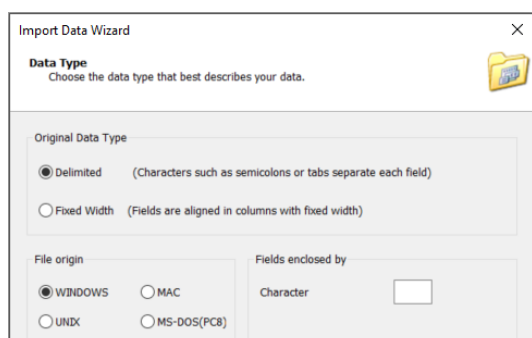 Import Data Wizard
Data Type
Choose the data type that best describes your data.
Original Data Type
Delimited (Characters such as semicolons or tabs separate each field)
Fixed Width (Fields are aligned in columns with fixed width)
File origin
WINDOWS MAC
UNIX MS-DOS(PC8)
Fields enclosed by
Character